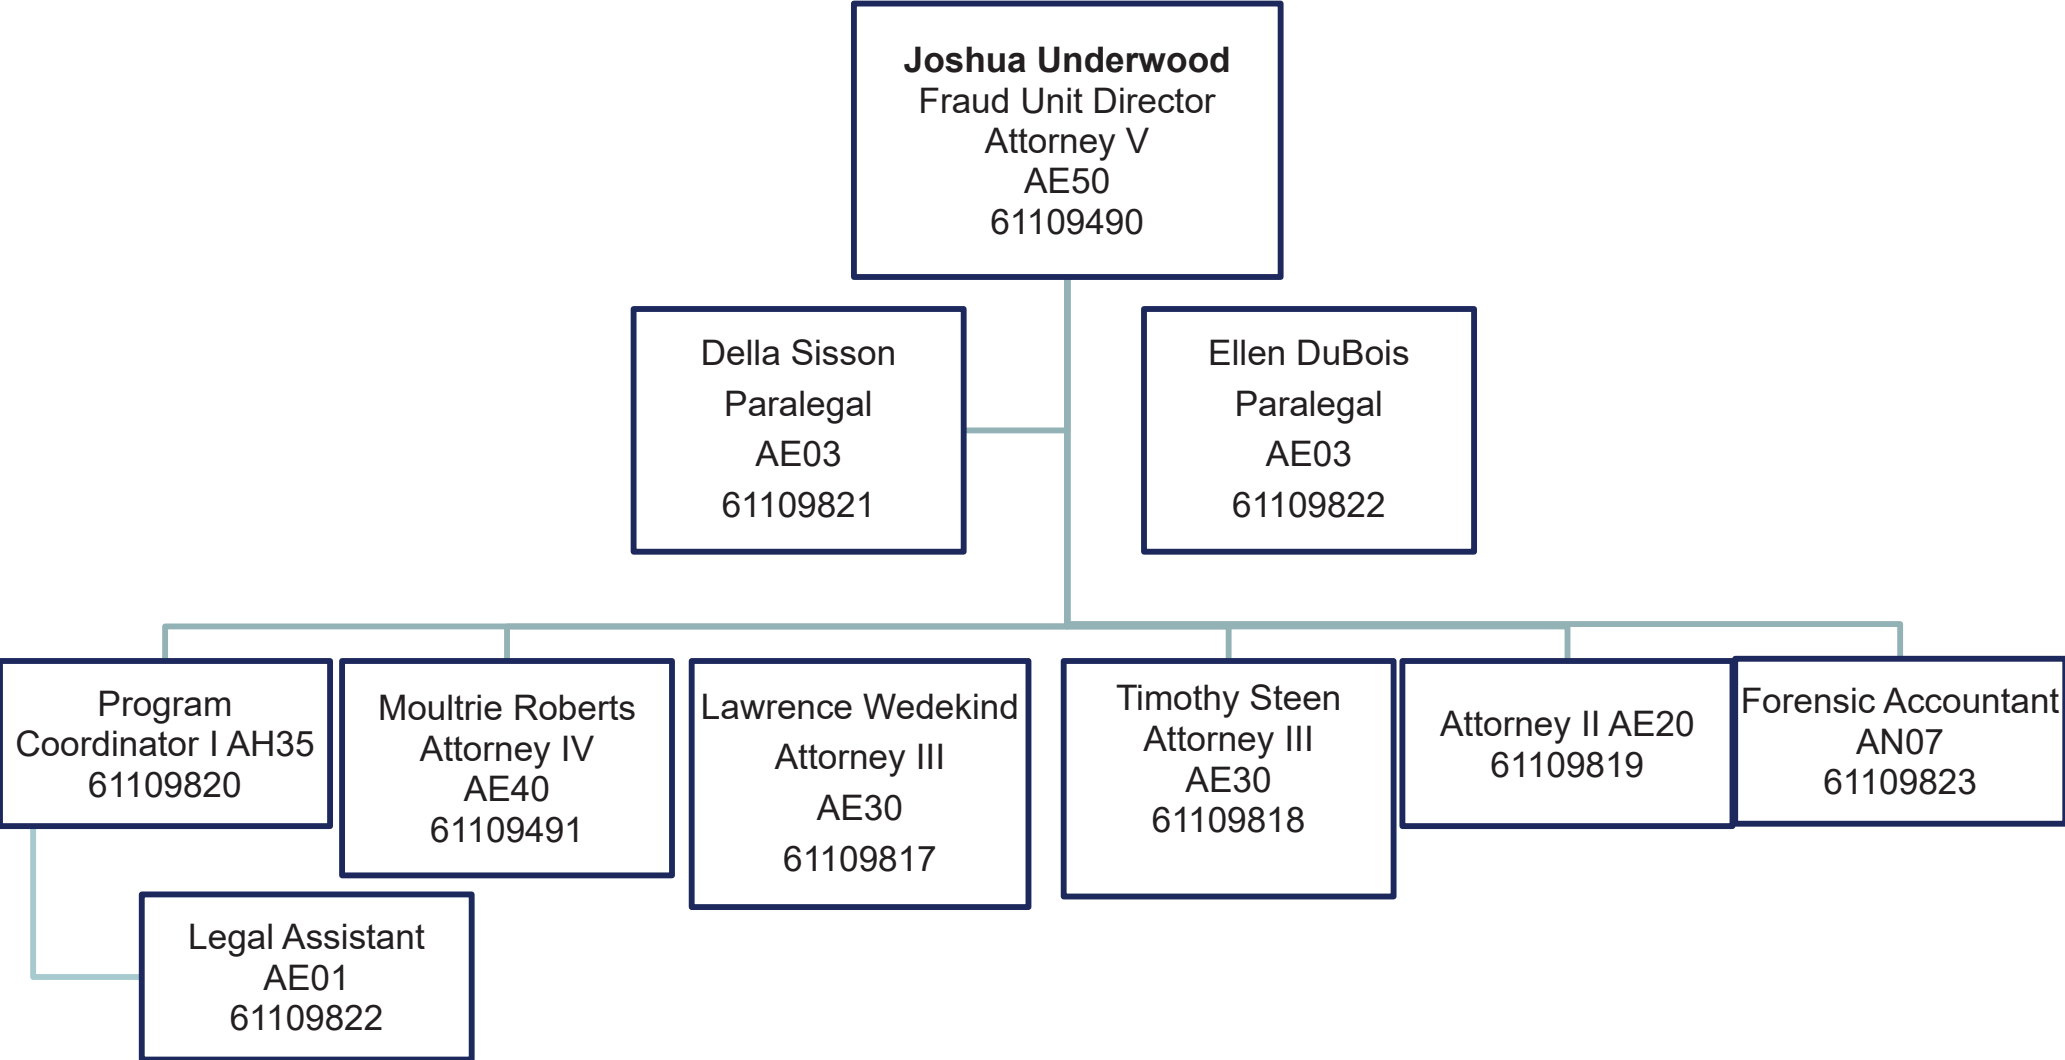 Joshua Underwood
Fraud Unit Director
Attorney V
AE50
61109490
Della Sisson
Paralegal
AE03
61109821
Ellen DuBois
Paralegal
AE03
61109822
Program
Coordinator I AH35
61109820
Moultrie Roberts
Attorney IV
AE40
61109491
Lawrence Wedekind
Attorney III
AE30
61109817
Timothy Steen
Attorney III
AE30
61109818
Attorney II AE20
61109819
Forensic Accountant
AN07
61109823
Legal Assistant
AE01
61109822